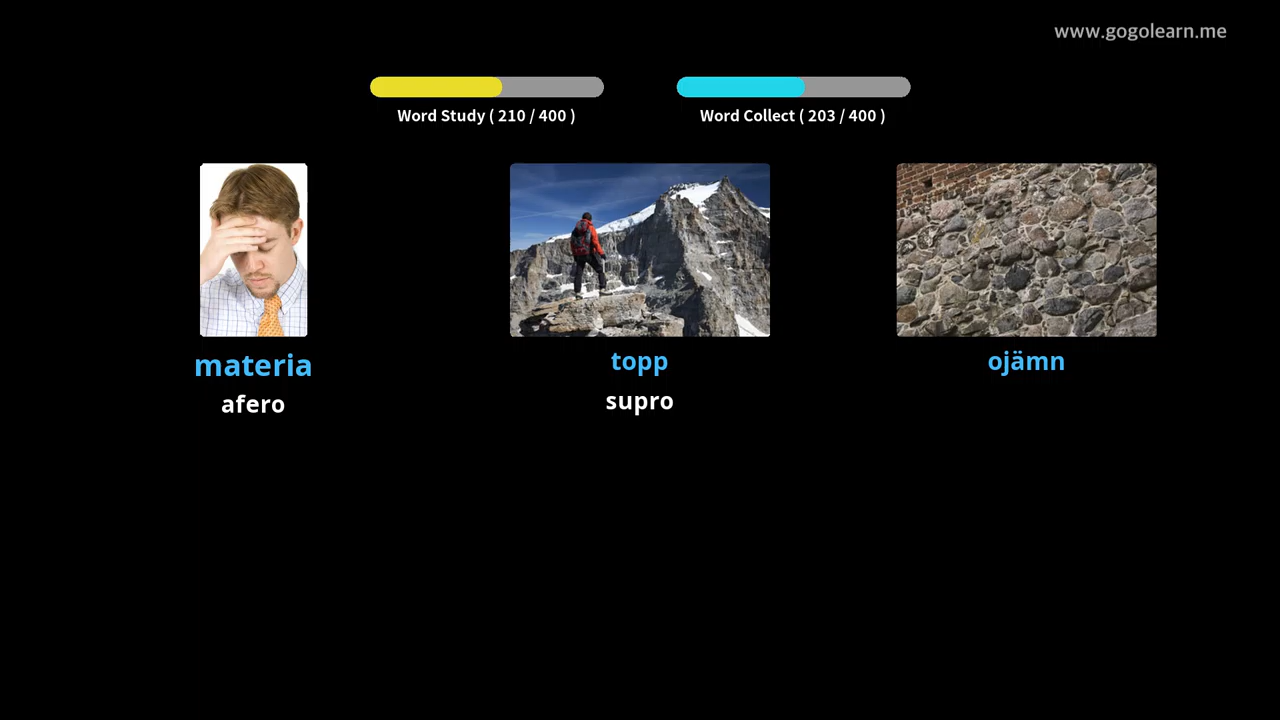 www.gogolearn.me
Word Study ( 210 / 400 )
Word Collect ( 203 / 400 )
materia
topp
ojämn
afero
supro